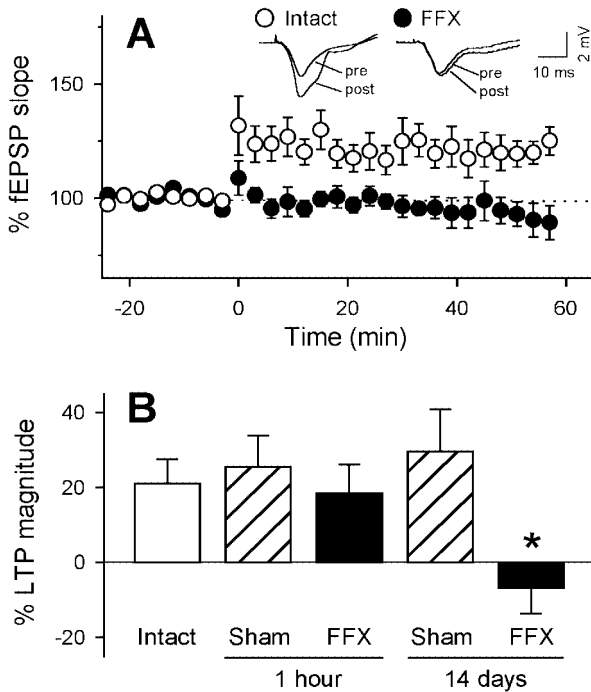 A
Intact
FFX
pre
post
pre
post
2 mV
10 ms
% fEPSP slope
150
100
-20
0
20
40
60
Time (min)
B
% LTP magnitude
40
20
0
-20
*
Intact
Sham
FFX
Sham
FFX
1 hour
14 days